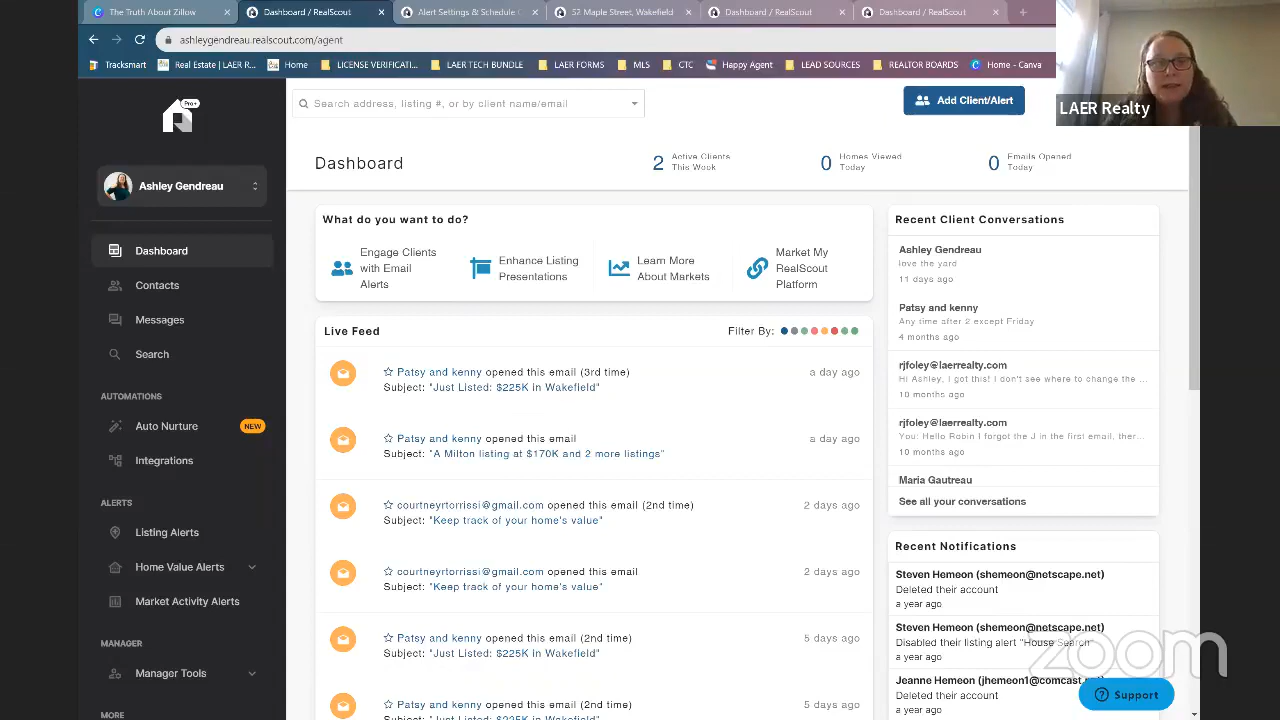 The Truth About Zillow
Dashboard / RealScout
Alert Settings & Schedule C
52 Maple Street, Wakefield
Dashboard / RealScout
Dashboard / RealScout
ashleygendreau.realscout.com/agent
Tracksmart
Real Estate | LAER R...
Home
LICENSE VERIFICATI...
LAER TECH BUNDLE
LAER FORMS
MLS
CTC
Happy Agent
LEAD SOURCES
REALTOR BOARDS
Home - Canva
LAER Realty
Pro+
Search address, listing #, or by client name/email
Add Client/Alert
Ashley Gendreau
Dashboard
Contacts
Messages
Search
AUTOMATIONS
Auto Nurture
NEW
Integrations
ALERTS
Listing Alerts
Home Value Alerts
Market Activity Alerts
MANAGER
Manager Tools
MORE
Dashboard
2 Active Clients
This Week
0 Homes Viewed
Today
0 Emails Opened
Today
What do you want to do?
Engage Clients
with Email
Alerts
Enhance Listing
Presentations
Learn More
About Markets
Market My
RealScout
Platform
Live Feed
Filter By:
Patsy and kenny opened this email (3rd time)
a day ago
Subject: "Just Listed: $225K in Wakefield"
Patsy and kenny opened this email
a day ago
Subject: "A Milton listing at $170K and 2 more listings"
courtneyrtorrissi@gmail.com opened this email (2nd time)
2 days ago
Subject: "Keep track of your home's value"
courtneyrtorrissi@gmail.com opened this email
2 days ago
Subject: "Keep track of your home's value"
Patsy and kenny opened this email (2nd time)
5 days ago
Subject: "Just Listed: $225K in Wakefield"
Patsy and kenny opened this email (2nd time)
5 days ago
Subject: "Just Listed: $225K in Wakefield"
Recent Client Conversations
Ashley Gendreau
love the yard
11 days ago
Patsy and kenny
Any time after 2 except Friday
4 months ago
rjfoley@laerrealty.com
Hi Ashley, I got this! I don't see where to change the ...
10 months ago
rjfoley@laerrealty.com
You: Hello Robin I forgot the J in the first email, ther...
10 months ago
Maria Gautreau
See all your conversations
Recent Notifications
Steven Hemeon (shemeon@netscape.net)
Deleted their account
a year ago
Steven Hemeon (shemeon@netscape.net)
Disabled their listing alert "House Search"
a year ago
Jeanne Hemeon (jhemeon1@comcast.net)
Deleted their account
a year ago
Support
zoom